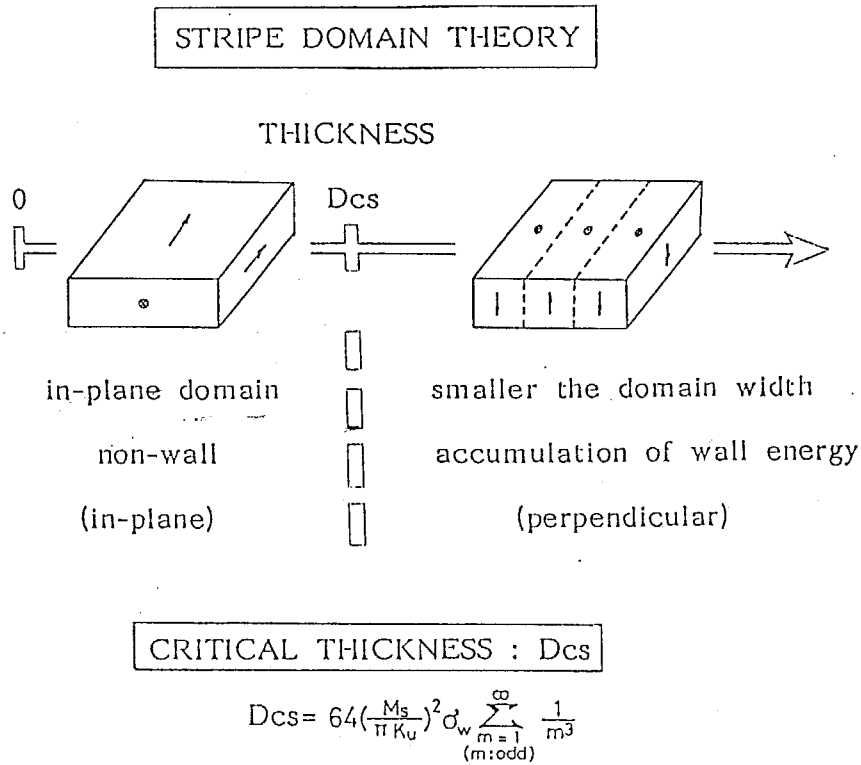 STRIPE DOMAIN THEORY
THICKNESS
0
Dcs
in-plane domain
non-wall
(in-plane)
smaller the domain width
accumulation of wall energy
(perpendicular)
CRITICAL THICKNESS : Dcs
Dcs= 64(Ms/πKu)²σw ∑(m=1, m:odd)^∞ 1/m³